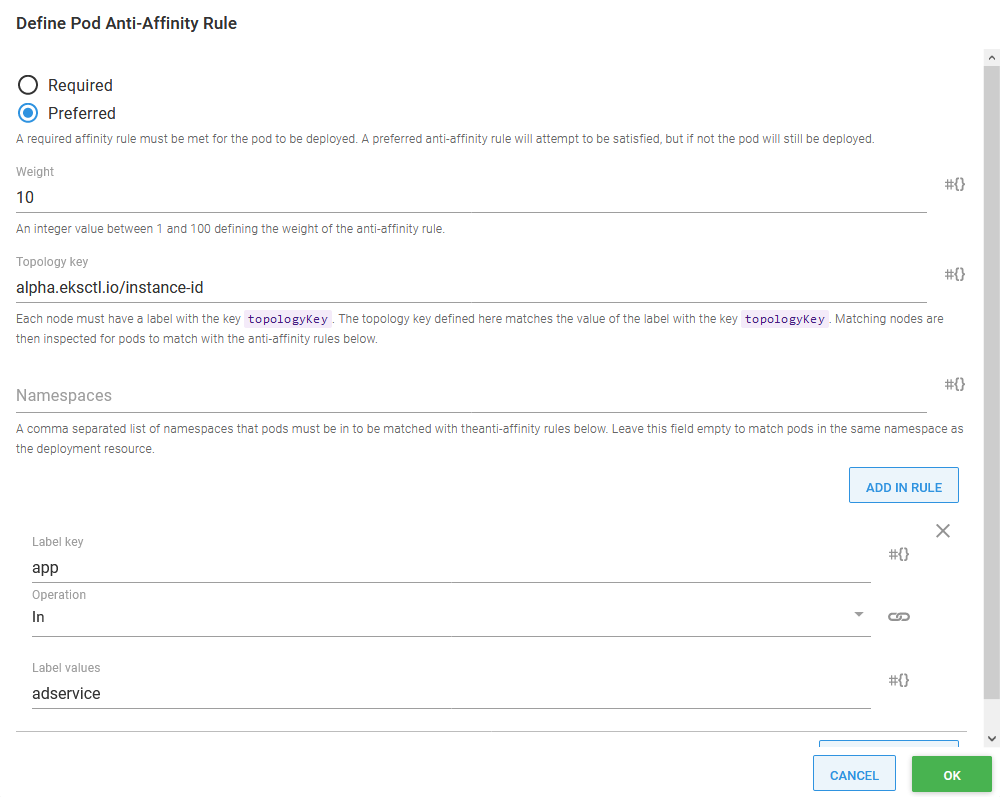 Define Pod Anti-Affinity Rule
Required
Preferred
A required affinity rule must be met for the pod to be deployed. A preferred anti-affinity rule will attempt to be satisfied, but if not the pod will still be deployed.
Weight
10
#{}
An integer value between 1 and 100 defining the weight of the anti-affinity rule.
Topology key
alpha.eksctl.io/instance-id
#{}
Each node must have a label with the key topologyKey. The topology key defined here matches the value of the label with the key topologyKey. Matching nodes are
then inspected for pods to match with the anti-affinity rules below.
Namespaces
#{}
A comma separated list of namespaces that pods must be in to be matched with theanti-affinity rules below. Leave this field empty to match pods in the same namespace as
the deployment resource.
ADD IN RULE
Label key
app
#{}
Operation
In
Label values
adservice
#{}
CANCEL
OK